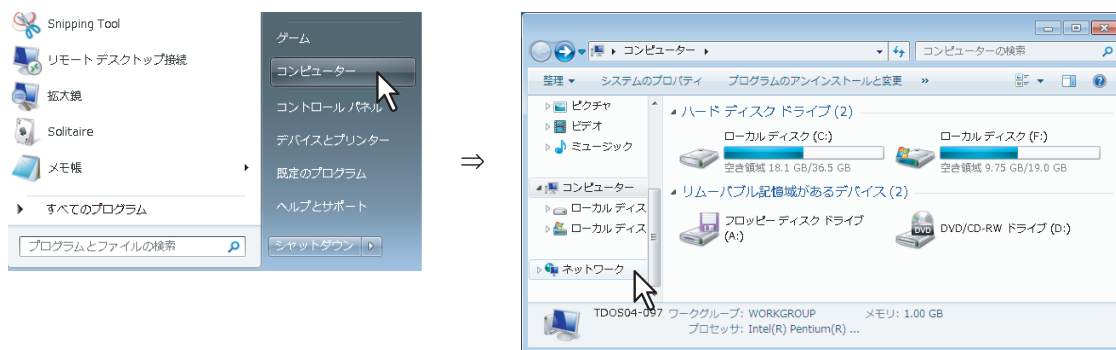 Snipping Tool
リモート デスクトップ接続
拡大鏡
Solitaire
メモ帳
すべてのプログラム
プログラムとファイルの検索
ゲーム
コンピューター
コントロール パネル
デバイスとプリンター
既定のプログラム
ヘルプとサポート
シャットダウン
⇒
コンピューター
コンピューターの検索
整理 システムのプロパティ プログラムのアンインストールと変更 »
ピクチャ
ビデオ
ミュージック
コンピューター
ローカル ディス
ローカル ディス
ネットワーク
ハード ディスク ドライブ (2)
ローカル ディスク (C:)
空き領域 18.1 GB/36.5 GB
ローカル ディスク (F:)
空き領域 9.75 GB/19.0 GB
リムーバブル記憶域があるデバイス (2)
フロッピー ディスク ドライブ
(A:)
DVD
DVD/CD-RW ドライブ (D:)
TDOS04-097 ワークグループ: WORKGROUP メモリ: 1.00 GB
プロセッサ: Intel(R) Pentium(R) ...